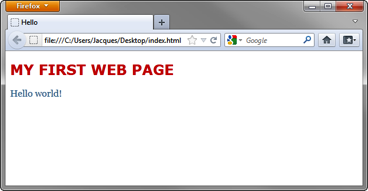 Firefox
Hello
file:///C:/Users/Jacques/Desktop/index.html
Google
MY FIRST WEB PAGE
Hello world!